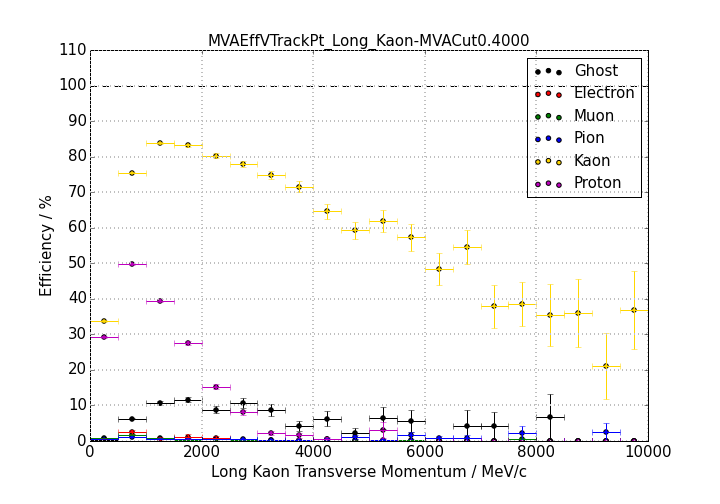 MVAEffVTrackPt_Long_Kaon-MVACut0.4000
110
100
90
80
70
60
50
40
30
20
10
0
Efficiency / %
Ghost
Electron
Muon
Pion
Kaon
Proton
0 2000 4000 6000 8000 10000
Long Kaon Transverse Momentum / MeV/c